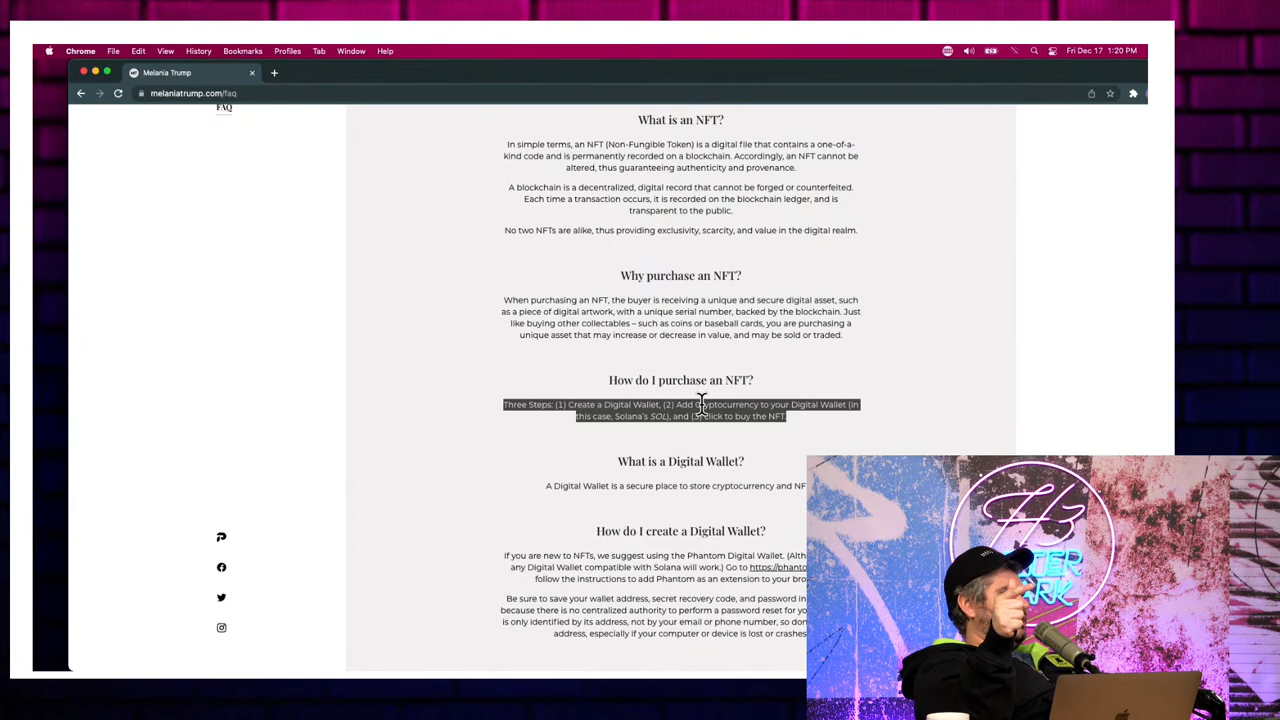 Chrome File Edit View History Bookmarks Profiles Tab Window Help Fri Dec 17 1:20 PM
Melania Trump
melaniatrump.com/faq
FAQ
What is an NFT?
In simple terms, an NFT (Non-Fungible Token) is a digital file that contains a one-of-a-
kind code and is permanently recorded on a blockchain. Accordingly, an NFT cannot be
altered, thus guaranteeing authenticity and provenance.
A blockchain is a decentralized, digital record that cannot be forged or counterfeited.
Each time a transaction occurs, it is recorded on the blockchain ledger, and is
transparent to the public.
No two NFTs are alike, thus providing exclusivity, scarcity, and value in the digital realm.
Why purchase an NFT?
When purchasing an NFT, the buyer is receiving a unique and secure digital asset, such
as a piece of digital artwork, with a unique serial number, backed by the blockchain. Just
like buying other collectables – such as coins or baseball cards, you are purchasing a
unique asset that may increase or decrease in value, and may be sold or traded.
How do I purchase an NFT?
Three Steps: (1) Create a Digital Wallet, (2) Add Cryptocurrency to your Digital Wallet (in
this case, Solana's SOL), and (3) click to buy the NFT.
What is a Digital Wallet?
A Digital Wallet is a secure place to store cryptocurrency and NF
How do I create a Digital Wallet?
If you are new to NFTs, we suggest using the Phantom Digital Wallet. (Alth
any Digital Wallet compatible with Solana will work.) Go to https://phanto
follow the instructions to add Phantom as an extension to your bro
Be sure to save your wallet address, secret recovery code, and password in
because there is no centralized authority to perform a password reset for yo
is only identified by its address, not by your email or phone number, so don
address, especially if your computer or device is lost or crashes
H3